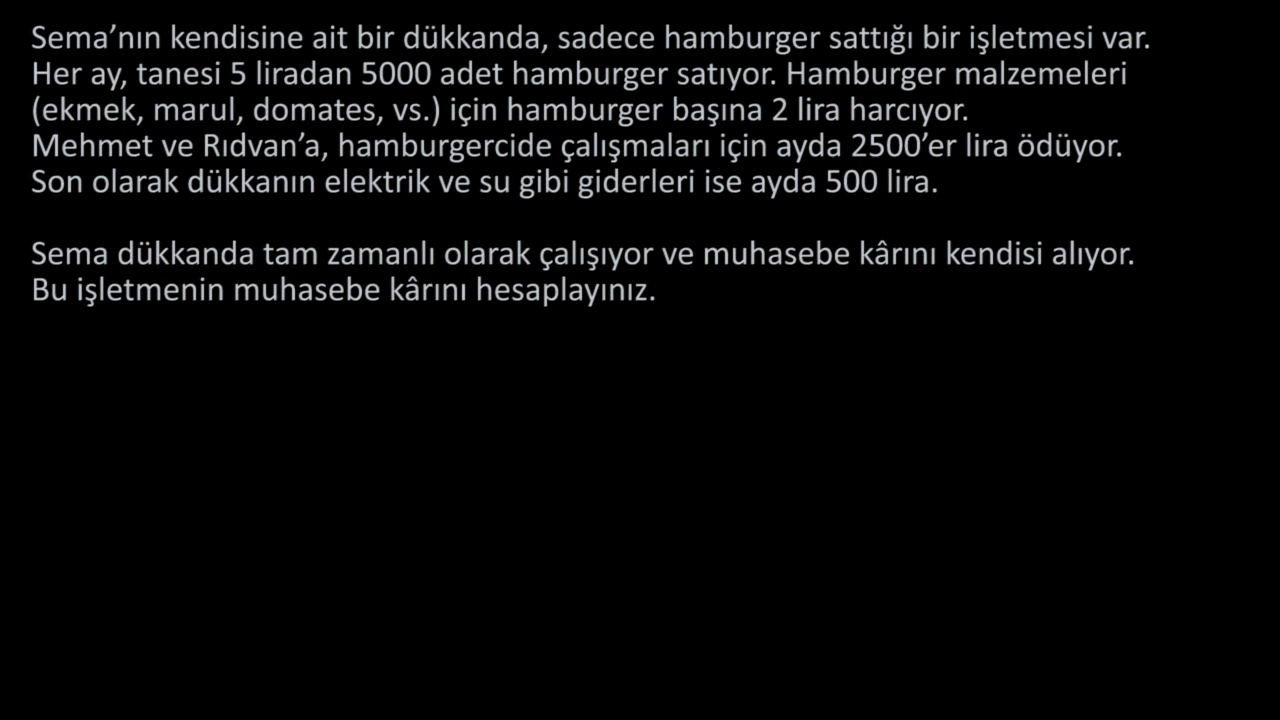 Sema’nın kendisine ait bir dükkanda, sadece hamburger sattığı bir işletmesi var.
Her ay, tanesi 5 liradan 5000 adet hamburger satıyor. Hamburger malzemeleri
(ekmek, marul, domates, vs.) için hamburger başına 2 lira harcıyor.
Mehmet ve Rıdvan’a, hamburgercide çalışmaları için ayda 2500’er lira ödüyor.
Son olarak dükkanın elektrik ve su gibi giderleri ise ayda 500 lira.
Sema dükkanda tam zamanlı olarak çalışıyor ve muhasebe kârını kendisi alıyor.
Bu işletmenin muhasebe kârını hesaplayınız.